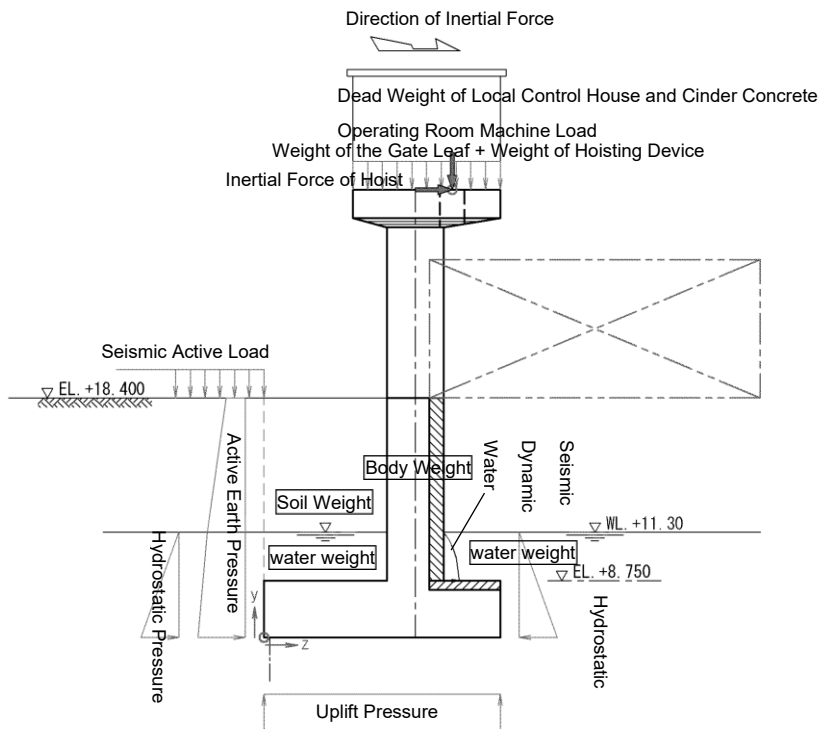 Direction of Inertial Force
Dead Weight of Local Control House and Cinder Concrete
Operating Room Machine Load
Weight of the Gate Leaf + Weight of Hoisting Device
Inertial Force of Hoist
Seismic Active Load
EL. +18.400
Active Earth Pressure
Body Weight
Water
Dynamic
Seismic
Soil Weight
WL. +11.30
Hydrostatic Pressure
water weight
water weight
EL. +8.750
Hydrostatic
y
z
Uplift Pressure